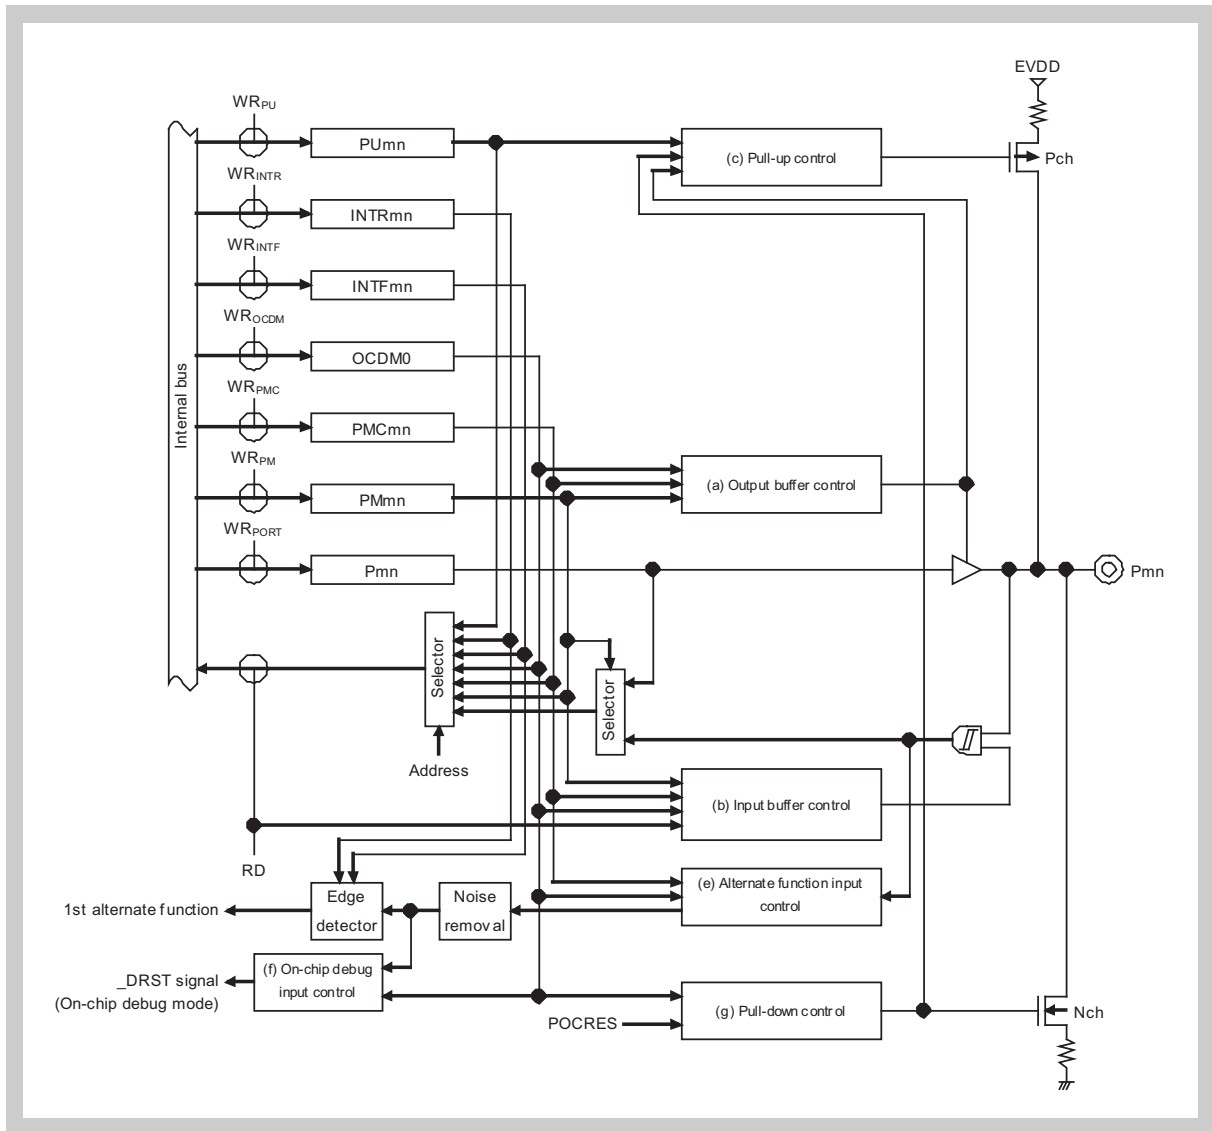 EVDD
WRPU
PUmn
(c) Pull-up control
Pch
WRINTR
INTRmn
WRINTF
INTFmn
WROCDM
OCDM0
Internal bus
WRPMC
PMCmn
WRPM
PMmn
(a) Output buffer control
WRPORT
Pmn
Pmn
Selector
Selector
Address
(b) Input buffer control
RD
1st alternate function
Edge
detector
Noise
removal
(e) Alternate function input
control
_DRST signal
(On-chip debug mode)
(f) On-chip debug
input control
POCRES
(g) Pull-down control
Nch